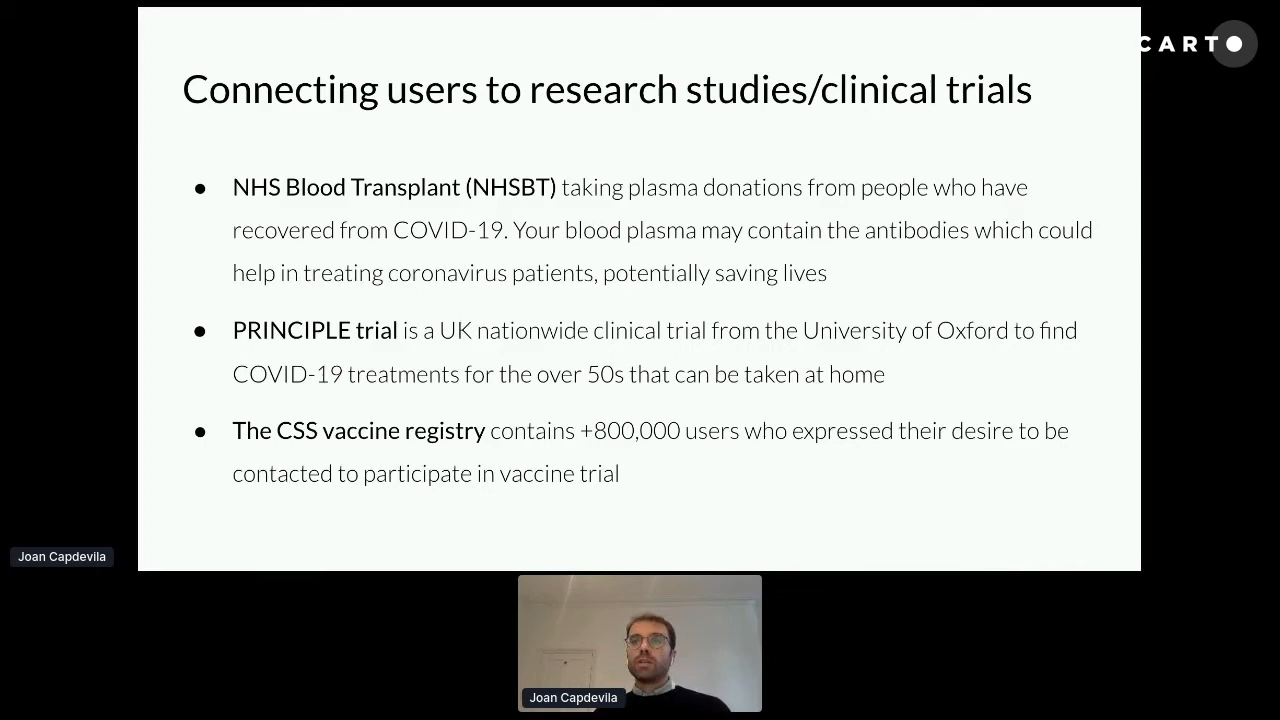 CARTO
Connecting users to research studies/clinical trials
● NHS Blood Transplant (NHSBT) taking plasma donations from people who have
recovered from COVID-19. Your blood plasma may contain the antibodies which could
help in treating coronavirus patients, potentially saving lives
● PRINCIPLE trial is a UK nationwide clinical trial from the University of Oxford to find
COVID-19 treatments for the over 50s that can be taken at home
● The CSS vaccine registry contains +800,000 users who expressed their desire to be
contacted to participate in vaccine trial
Joan Capdevila
Joan Capdevila